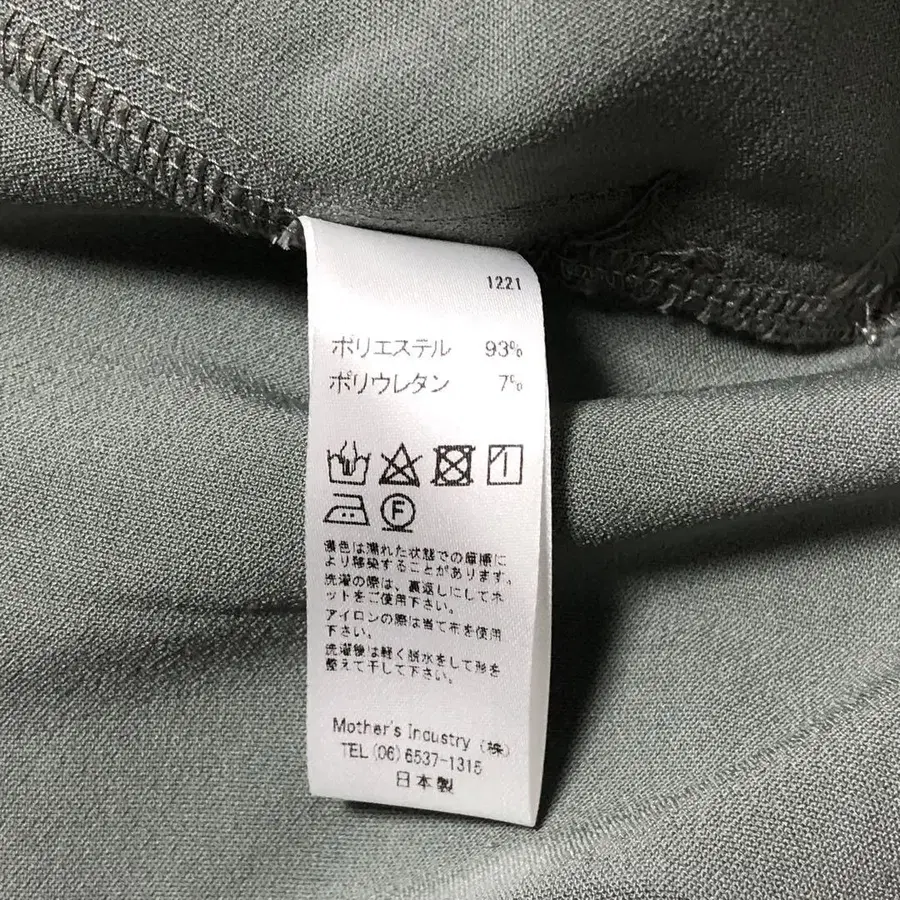 1221
ポリエステル 93%
ポリウレタン 7%
F
濃色は濡れた状態での摩擦に
より移染することがあります。
洗濯の際は、裏返しにしてネ
ットをご使用下さい。
アイロンの際は当て布を使用
下さい。
洗濯後は軽く脱水をして形を
整えて干して下さい。
Mother's Industry (株)
TEL (06) 6537-1315
日本製